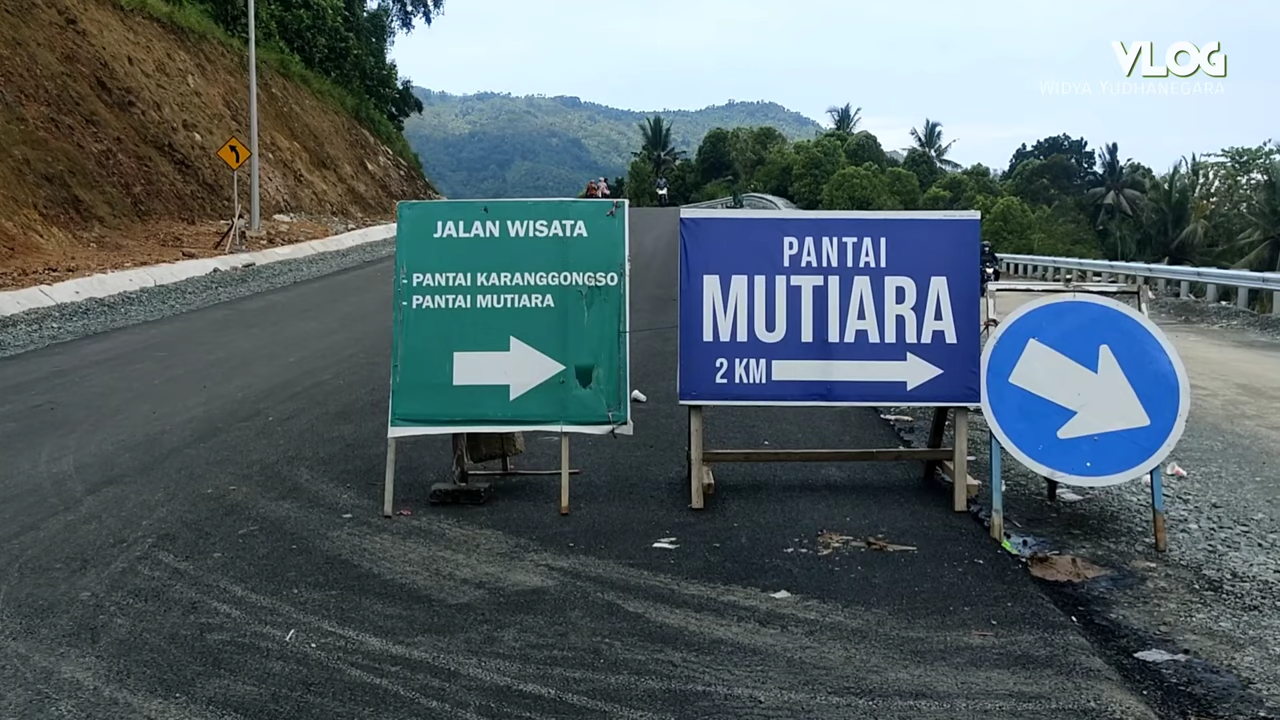 VLOG
WIDYA YUDHANEGARA
JALAN WISATA
- PANTAI KARANGGONGSO
- PANTAI MUTIARA
PANTAI
MUTIARA
2 KM